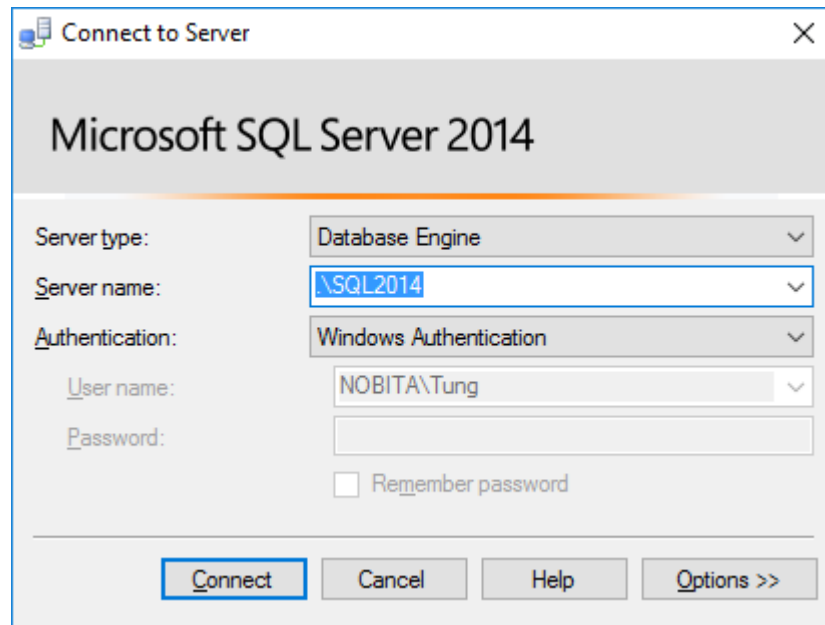 Connect to Server
Microsoft SQL Server 2014
Server type: Database Engine
Server name: .\SQL2014
Authentication: Windows Authentication
User name: NOBITA\Tung
Password:
Remember password
Connect Cancel Help Options >>